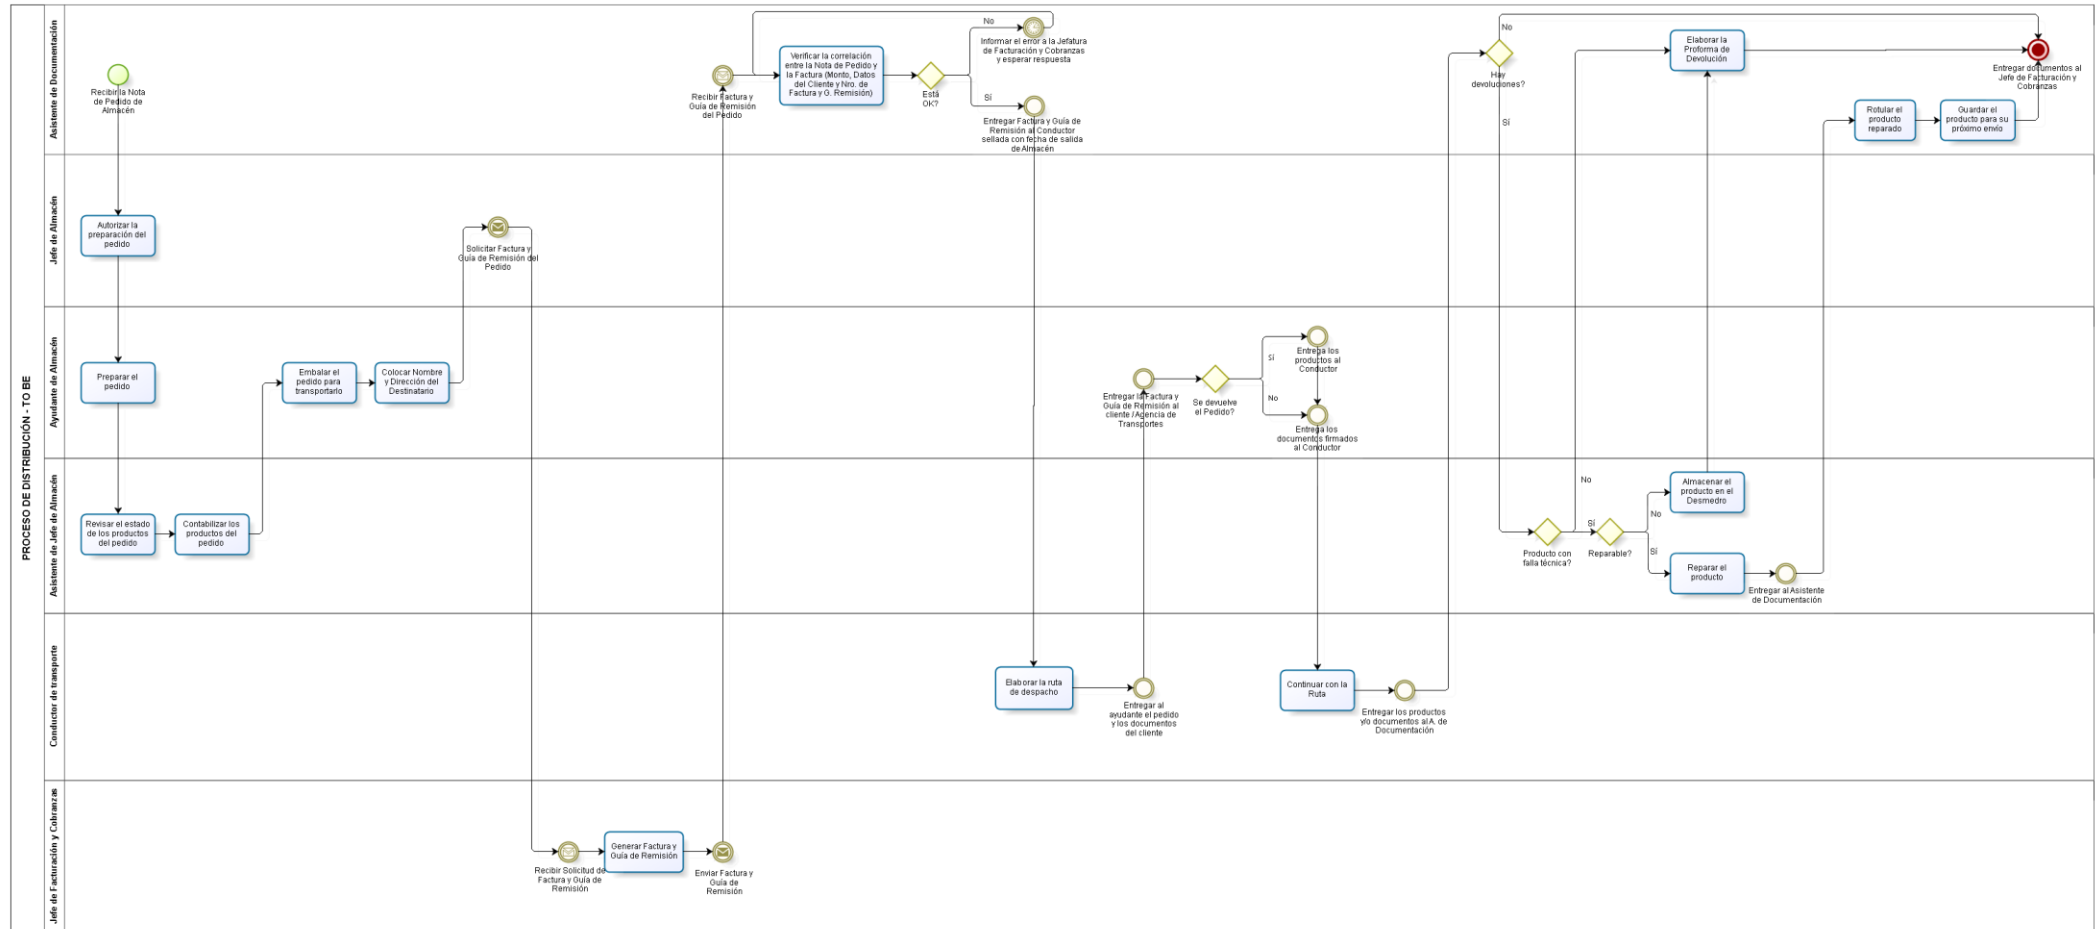 PROCESO DE DISTRIBUCIÓN - TO BE
Asistente de Documentación
Recibir la Nota
de Pedido de
Almacén
Recibir Factura y
Guía de Remisión
del Pedido
Verificar la correlación
entre la Nota de Pedido y
la Factura (Monto, Datos
del Cliente y Nro. de
Factura y G. Remisión)
Está
OK?
No
Informar el error a la Jefatura
de Facturación y Cobranzas
y esperar respuesta
Sí
Entregar Factura y Guía de
Remisión al Conductor
sellada con fecha de salida
de Almacén
Hay
devoluciones?
No
Sí
Elaborar la
Proforma de
Devolución
Rotular el
producto
reparado
Guardar el
producto para su
próximo envío
Entregar documentos al
Jefe de Facturación y
Cobranzas
Jefe de Almacén
Autorizar la
preparación del
pedido
Solicitar Factura y
Guía de Remisión del
Pedido
Ayudante de Almacén
Preparar el
pedido
Embalar el
pedido para
transportarlo
Colocar Nombre
y Dirección del
Destinatario
Entregar la Factura y
Guía de Remisión al
cliente /Agencia de
Transportes
Se devuelve
el Pedido?
Sí
No
Entrega los
productos al
Conductor
Entrega los
documentos firmados
al Conductor
Asistente de Jefe de Almacén
Revisar el estado
de los productos
del pedido
Contabilizar los
productos del
pedido
Producto con
falla técnica?
No
Sí
Reparable?
No
Sí
Almacenar el
producto en el
Desmedro
Reparar el
producto
Entregar al Asistente
de Documentación
Conductor de transporte
Elaborar la ruta
de despacho
Entregar al
ayudante el pedido
y los documentos
del cliente
Continuar con la
Ruta
Entregar los productos
y/o documentos al A. de
Documentación
Jefe de Facturación y Cobranzas
Recibir Solicitud de
Factura y Guía de
Remisión
Generar Factura y
Guía de Remisión
Enviar Factura y
Guía de
Remisión